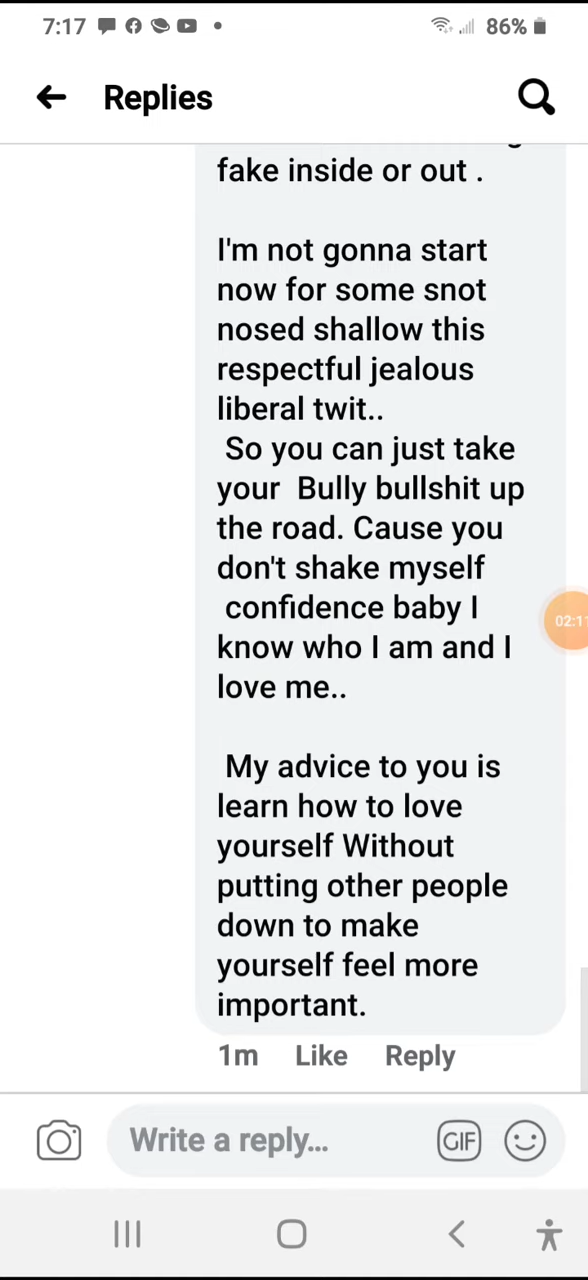 7:17
86%
Replies
fake inside or out .
I'm not gonna start
now for some snot
nosed shallow this
respectful jealous
liberal twit..
So you can just take
your Bully bullshit up
the road. Cause you
don't shake myself
confidence baby I
know who I am and I
love me..
02:11
My advice to you is
learn how to love
yourself Without
putting other people
down to make
yourself feel more
important.
1m Like Reply
Write a reply...
GIF